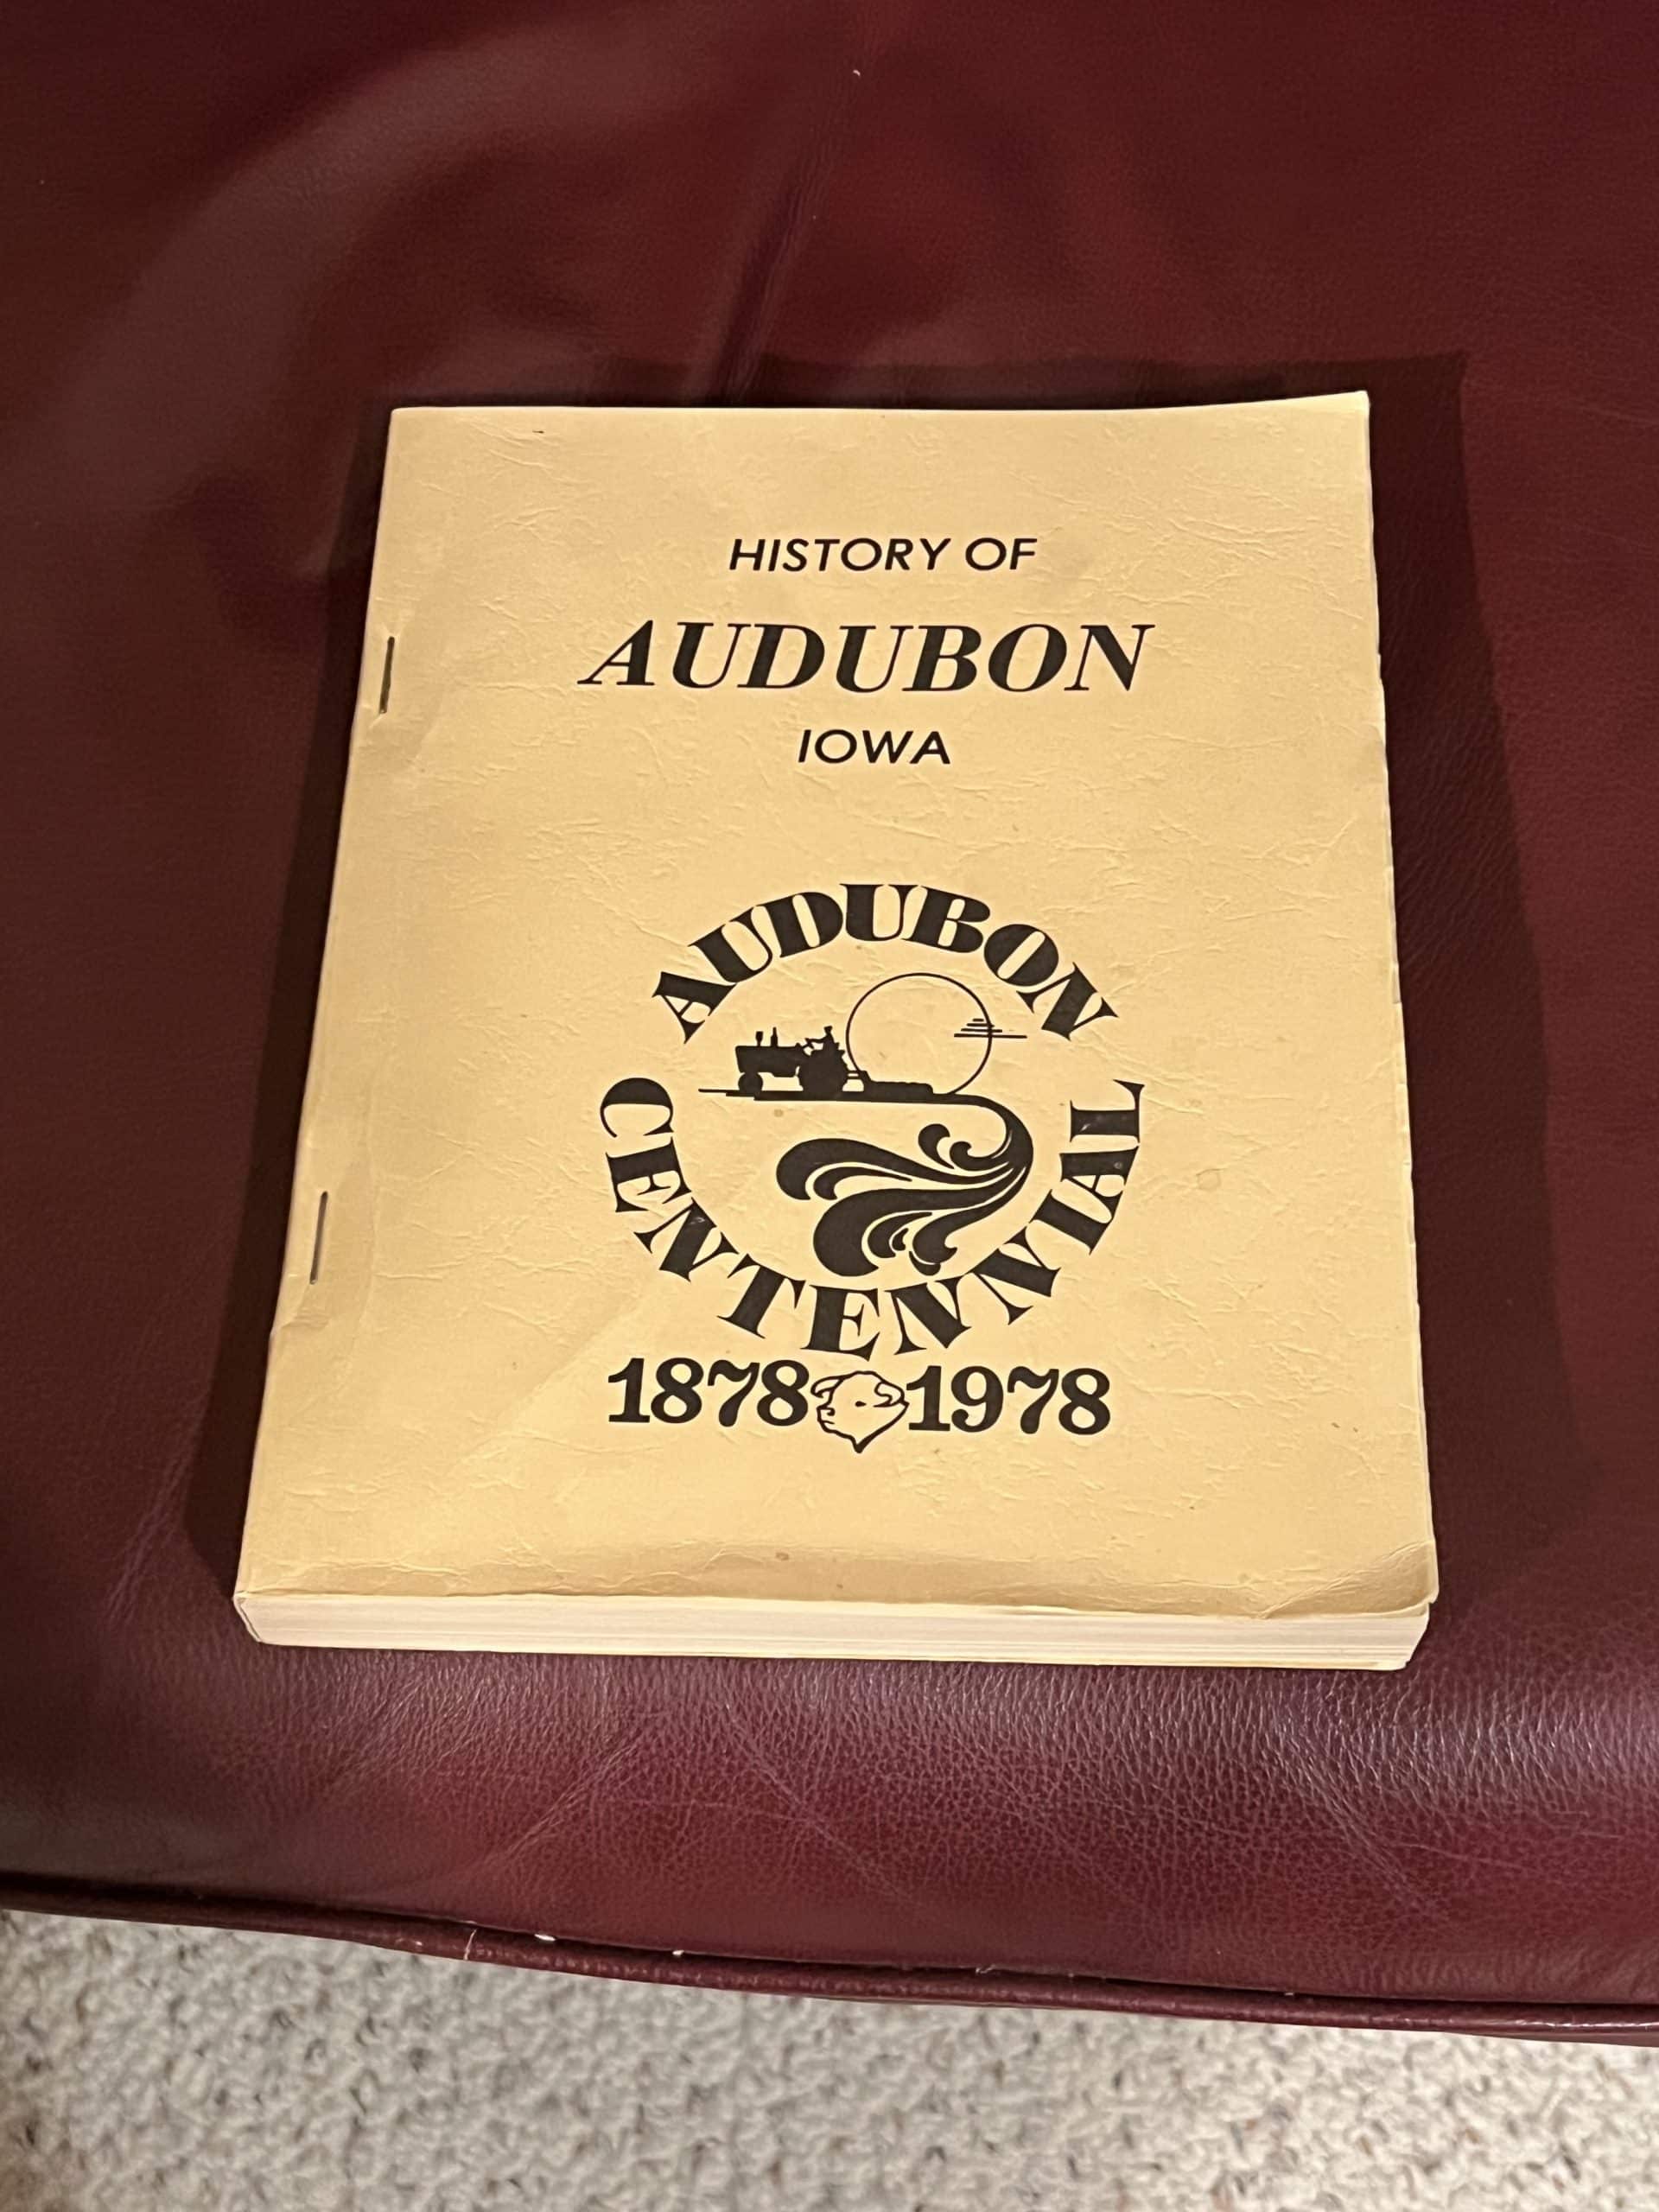 HISTORY OF
AUDUBON
IOWA
AUDUBON
CENTENNIAL
1878 1978